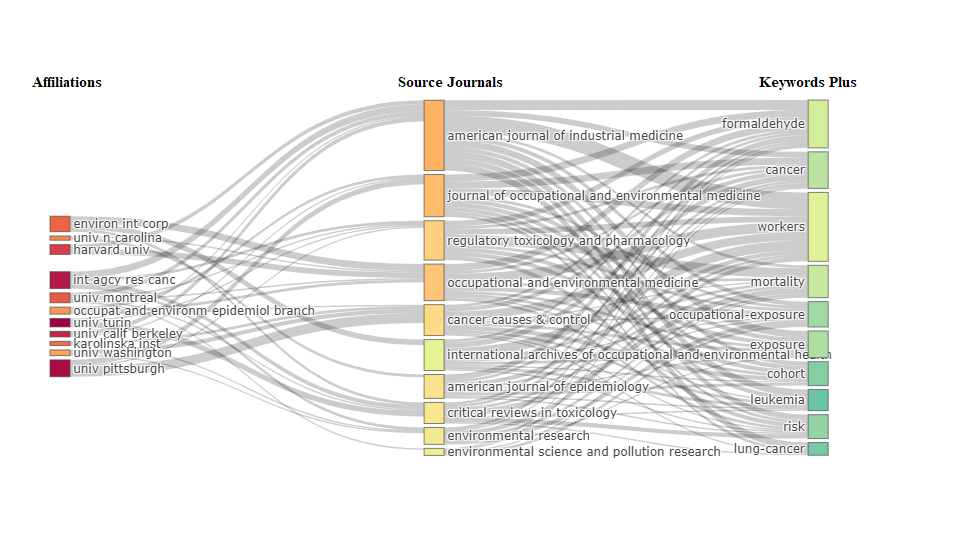 Affiliations
Source Journals
Keywords Plus
environ int corp
univ n carolina
harvard univ
int agcy res canc
univ montreal
occupat and environm epidemiol branch
univ turin
univ calif berkeley
karolinska inst
univ washington
univ pittsburgh
american journal of industrial medicine
journal of occupational and environmental medicine
regulatory toxicology and pharmacology
occupational and environmental medicine
cancer causes & control
international archives of occupational and environmental health
american journal of epidemiology
critical reviews in toxicology
environmental research
environmental science and pollution research
formaldehyde
cancer
workers
mortality
occupational-exposure
exposure
cohort
leukemia
risk
lung-cancer